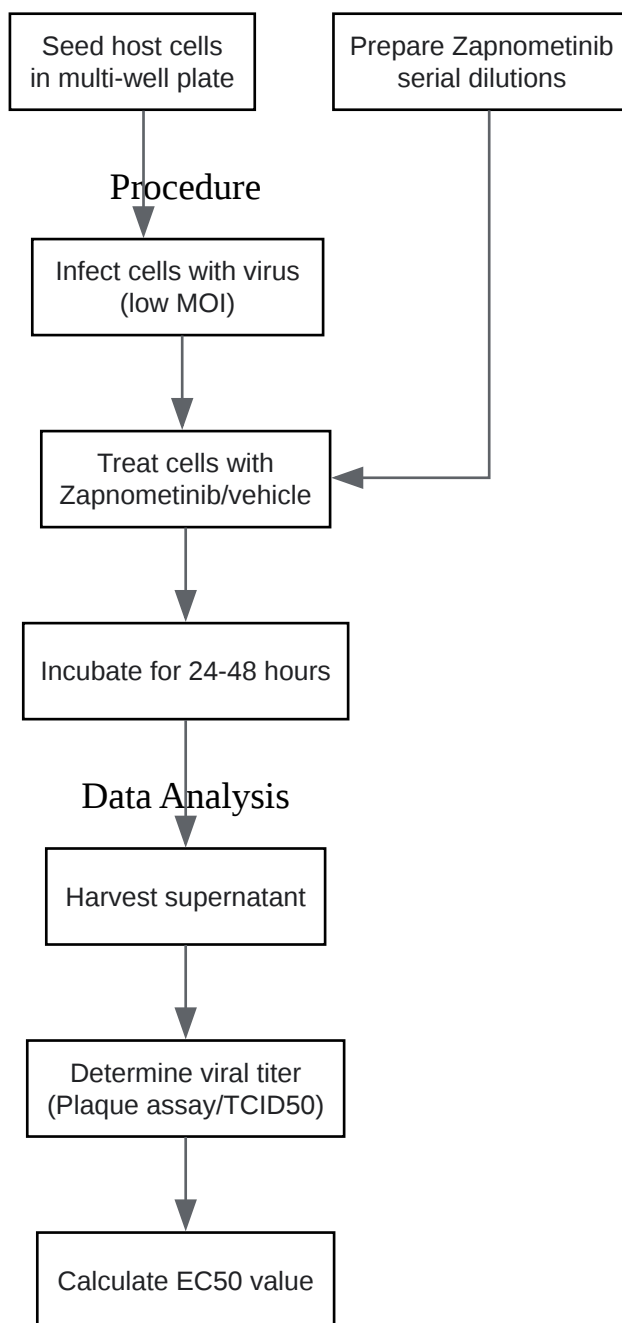 Seed host cells
in multi-well plate
Prepare Zapnometinib
serial dilutions
Procedure
Infect cells with virus
(low MOI)
Treat cells with
Zapnometinib/vehicle
Incubate for 24-48 hours
Data Analysis
Harvest supernatant
Determine viral titer
(Plaque assay/TCID50)
Calculate EC50 value